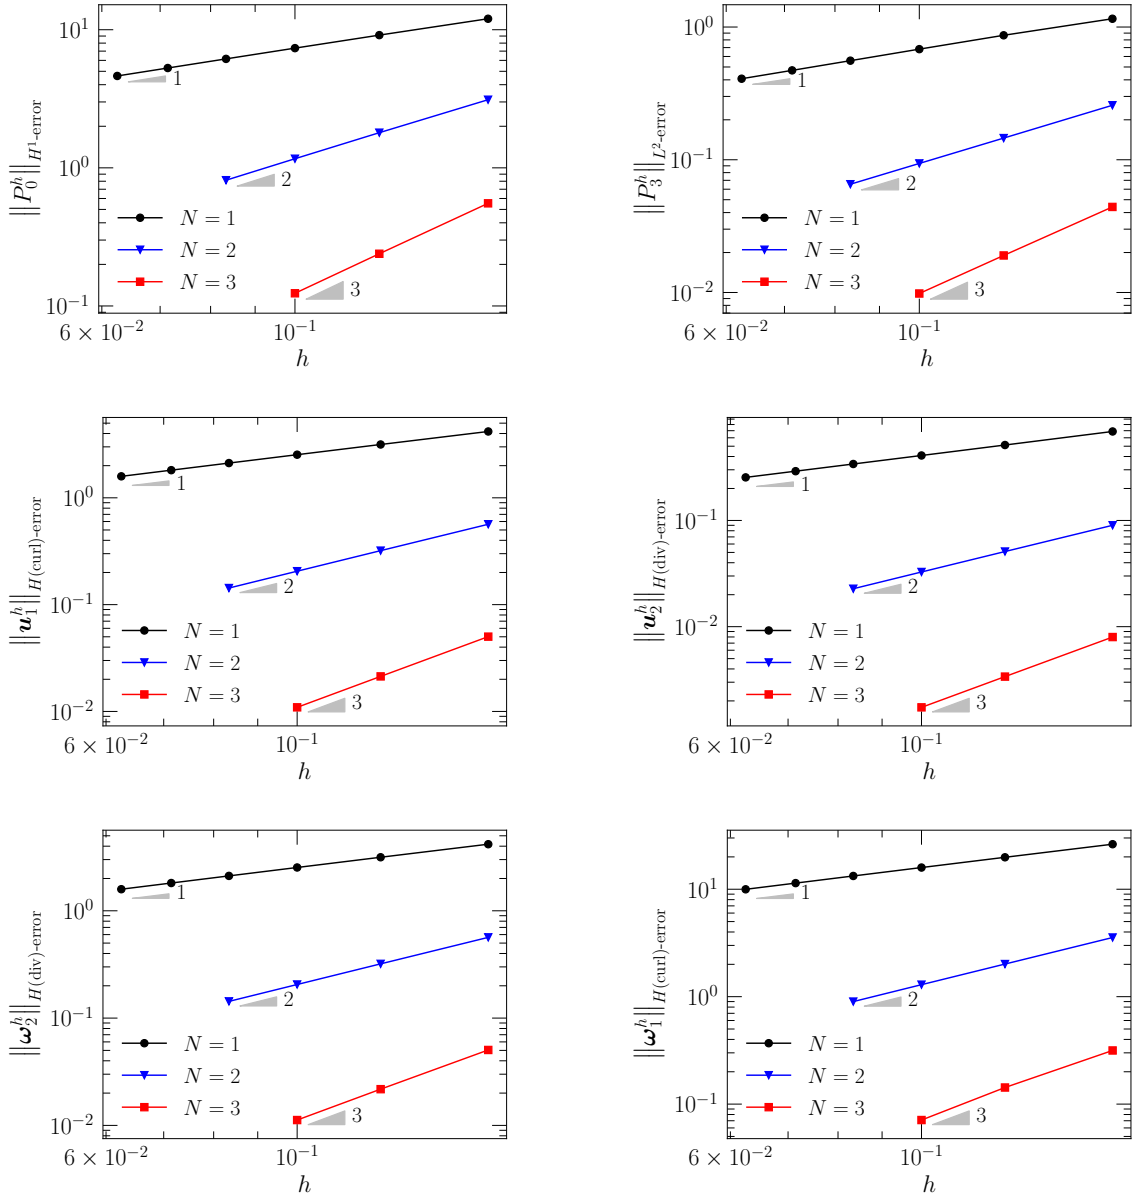 ||P_0^h||_{H^1-error}
10^1
10^0
10^{-1}
1
2
3
N = 1
N = 2
N = 3
6 × 10^{-2}
10^{-1}
h
||P_3^h||_{L^2-error}
10^0
10^{-1}
10^{-2}
1
2
3
N = 1
N = 2
N = 3
6 × 10^{-2}
10^{-1}
h
||u_1^h||_{H(curl)-error}
10^0
10^{-1}
10^{-2}
1
2
3
N = 1
N = 2
N = 3
6 × 10^{-2}
10^{-1}
h
||u_2^h||_{H(div)-error}
10^{-1}
10^{-2}
1
2
3
N = 1
N = 2
N = 3
6 × 10^{-2}
10^{-1}
h
||ω_2^h||_{H(div)-error}
10^0
10^{-1}
10^{-2}
1
2
3
N = 1
N = 2
N = 3
6 × 10^{-2}
10^{-1}
h
||ω_1^h||_{H(curl)-error}
10^1
10^0
10^{-1}
1
2
3
N = 1
N = 2
N = 3
6 × 10^{-2}
10^{-1}
h